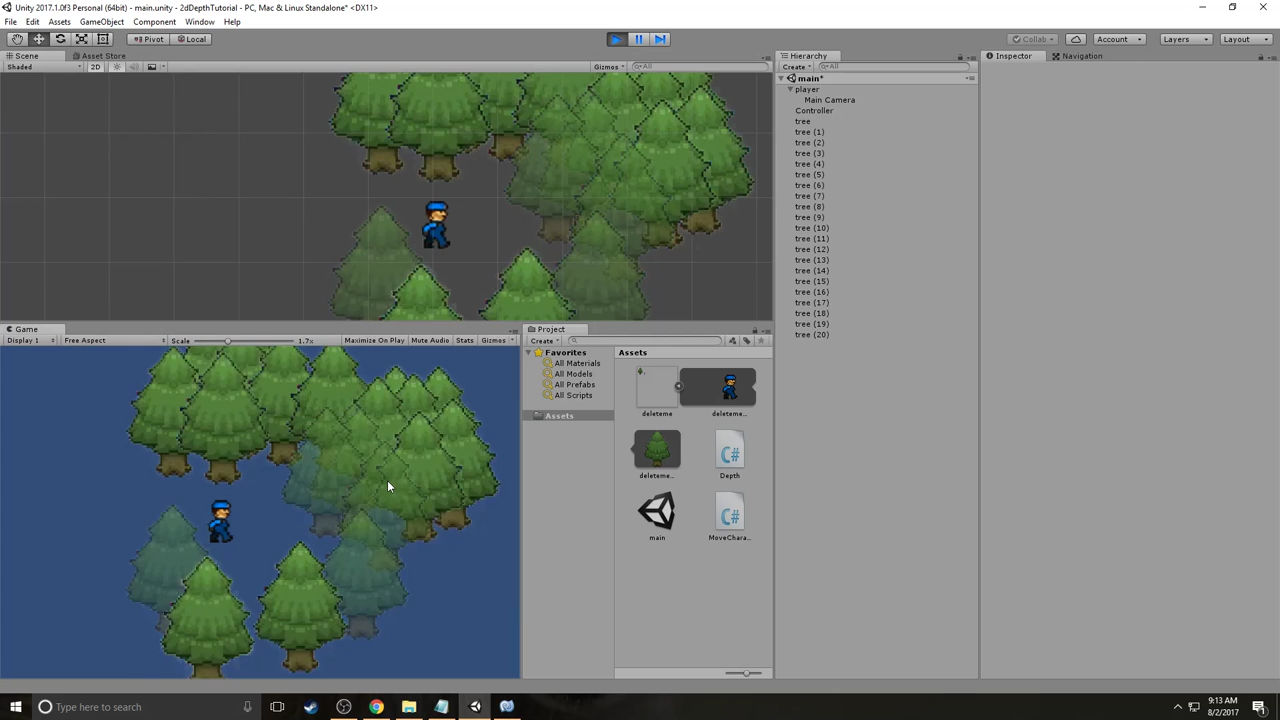 Unity 2017.1.0f3 Personal (64bit) - main.unity - 2dDepthTutorial - PC, Mac & Linux Standalone* <DX11>
File Edit Assets GameObject Component Window Help
Pivot Local Collab Account Layers Layout
Scene Asset Store Hierarchy Inspector Navigation
Shaded 2D Gizmos All Create All
main*
player
Main Camera
Controller
tree
tree (1)
tree (2)
tree (3)
tree (4)
tree (5)
tree (6)
tree (7)
tree (8)
tree (9)
tree (10)
tree (11)
tree (12)
tree (13)
tree (14)
tree (15)
tree (16)
tree (17)
tree (18)
tree (19)
tree (20)
Game Project
Display 1 Free Aspect Scale 1.7x Maximize On Play Mute Audio Stats Gizmos Create
Favorites
All Materials
All Models
All Prefabs
All Scripts
Assets
Assets
deleteme deleteme...
C#
deleteme... Depth
C#
main MoveChara...
Type here to search
9:13 AM
8/2/2017
1